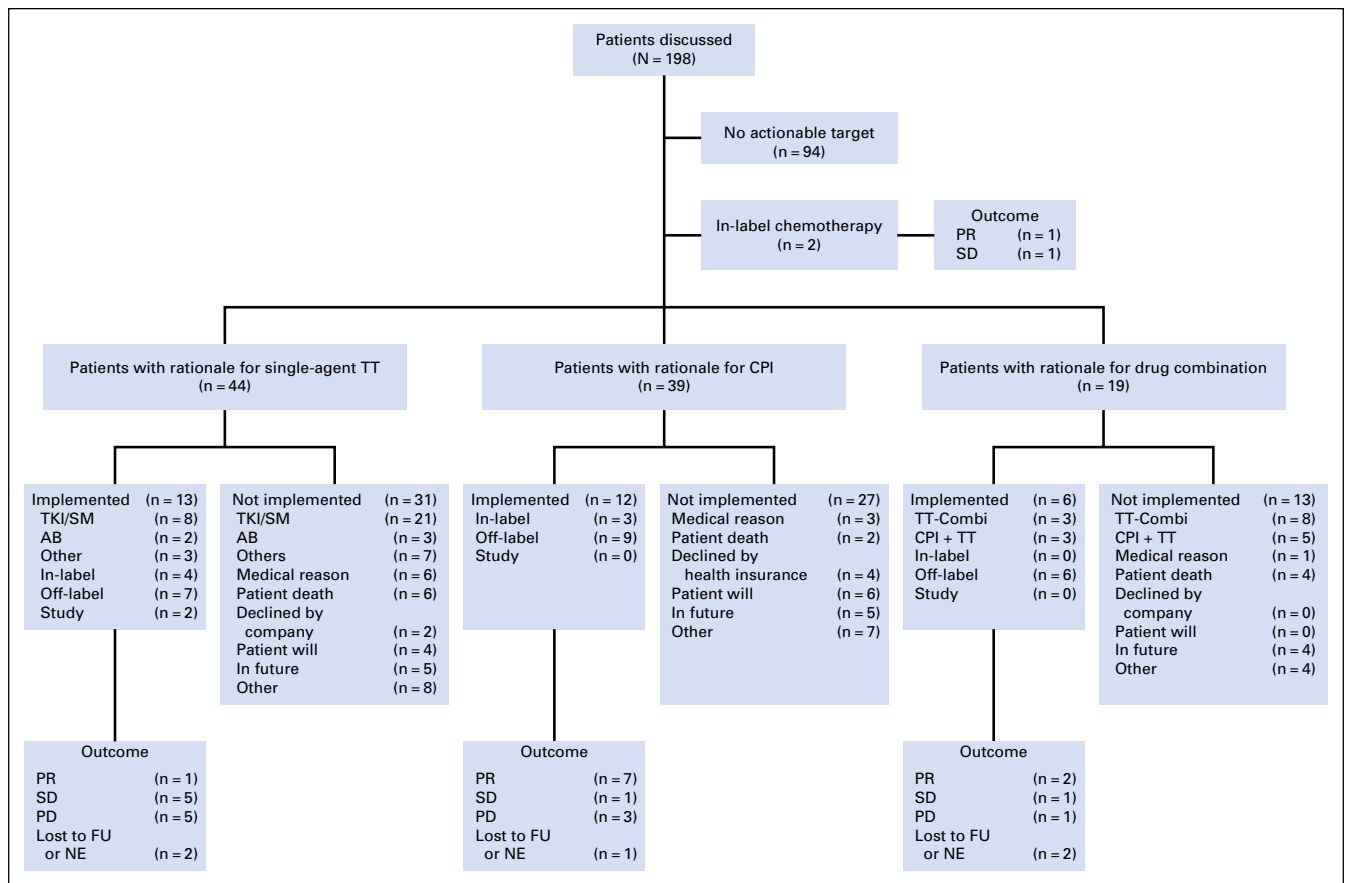 Patients discussed
(N = 198)
No actionable target
(n = 94)
In-label chemotherapy
(n = 2)
Outcome
PR (n = 1)
SD (n = 1)
Patients with rationale for single-agent TT
(n = 44)
Patients with rationale for CPI
(n = 39)
Patients with rationale for drug combination
(n = 19)
Implemented (n = 13)
TKI/SM (n = 8)
AB (n = 2)
Other (n = 3)
In-label (n = 4)
Off-label (n = 7)
Study (n = 2)
Not implemented (n = 31)
TKI/SM (n = 21)
AB (n = 3)
Others (n = 7)
Medical reason (n = 6)
Patient death (n = 6)
Declined by
company (n = 2)
Patient will (n = 4)
In future (n = 5)
Other (n = 8)
Implemented (n = 12)
In-label (n = 3)
Off-label (n = 9)
Study (n = 0)
Not implemented (n = 27)
Medical reason (n = 3)
Patient death (n = 2)
Declined by
health insurance (n = 4)
Patient will (n = 6)
In future (n = 5)
Other (n = 7)
Implemented (n = 6)
TT-Combi (n = 3)
CPI + TT (n = 3)
In-label (n = 0)
Off-label (n = 6)
Study (n = 0)
Not implemented (n = 13)
TT-Combi (n = 8)
CPI + TT (n = 5)
Medical reason (n = 1)
Patient death (n = 4)
Declined by
company (n = 0)
Patient will (n = 0)
In future (n = 4)
Other (n = 4)
Outcome
PR (n = 1)
SD (n = 5)
PD (n = 5)
Lost to FU
or NE (n = 2)
Outcome
PR (n = 7)
SD (n = 1)
PD (n = 3)
Lost to FU
or NE (n = 1)
Outcome
PR (n = 2)
SD (n = 1)
PD (n = 1)
Lost to FU
or NE (n = 2)